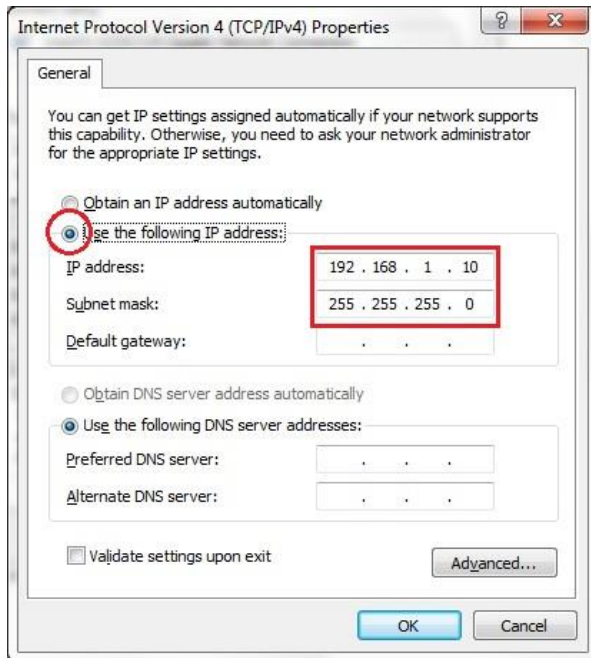 Internet Protocol Version 4 (TCP/IPv4) Properties
General
You can get IP settings assigned automatically if your network supports
this capability. Otherwise, you need to ask your network administrator
for the appropriate IP settings.
Obtain an IP address automatically
Use the following IP address:
IP address: 192 . 168 . 1 . 10
Subnet mask: 255 . 255 . 255 . 0
Default gateway: . . .
Obtain DNS server address automatically
Use the following DNS server addresses:
Preferred DNS server: . . .
Alternate DNS server: . . .
Validate settings upon exit
Advanced...
OK Cancel